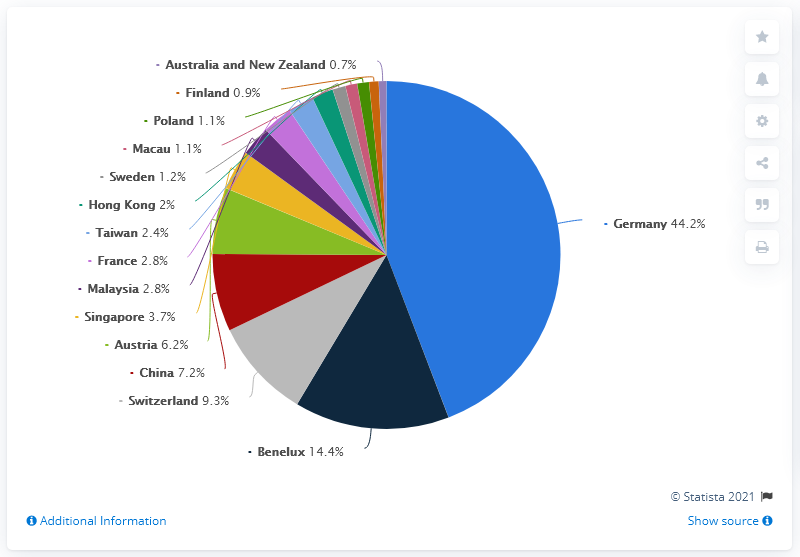 Australia and New Zealand 0.7%
Finland 0.9%
Poland 1.1%
Macau 1.1%
Sweden 1.2%
Hong Kong 2%
Taiwan 2.4%
France 2.8%
Malaysia 2.8%
Singapore 3.7%
Austria 6.2%
China 7.2%
Switzerland 9.3%
Benelux 14.4%
Germany 44.2%
© Statista 2021
Additional Information
Show source